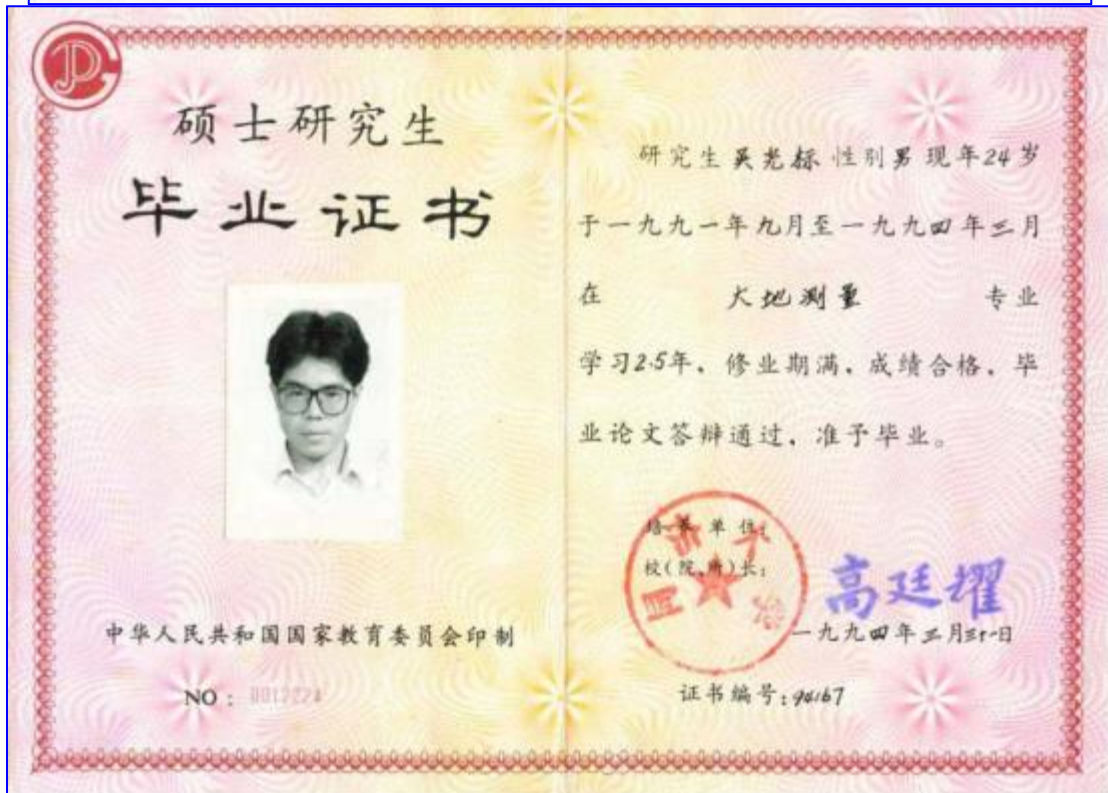 硕士研究生
毕业证书
中华人民共和国国家教育委员会印制
NO: 0012224
研究生吴光标性别男现年24岁
于一九九一年九月至一九九四年三月
在 大地测量 专业
学习2.5年、修业期满、成绩合格、毕
业论文答辩通过、准予毕业。
培养单位:
校(院、所)长:
高廷耀
同济大学
一九九四年三月三十一日
证书编号:94167